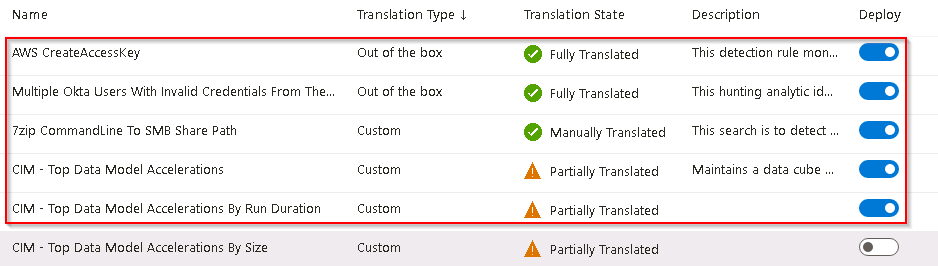 Name Translation Type ↓ Translation State Description Deploy
AWS CreateAccessKey Out of the box Fully Translated This detection rule mon...
Multiple Okta Users With Invalid Credentials From The... Out of the box Fully Translated This hunting analytic id...
7zip CommandLine To SMB Share Path Custom Manually Translated This search is to detect ...
CIM - Top Data Model Accelerations Custom Partially Translated Maintains a data cube ...
CIM - Top Data Model Accelerations By Run Duration Custom Partially Translated
CIM - Top Data Model Accelerations By Size Custom Partially Translated